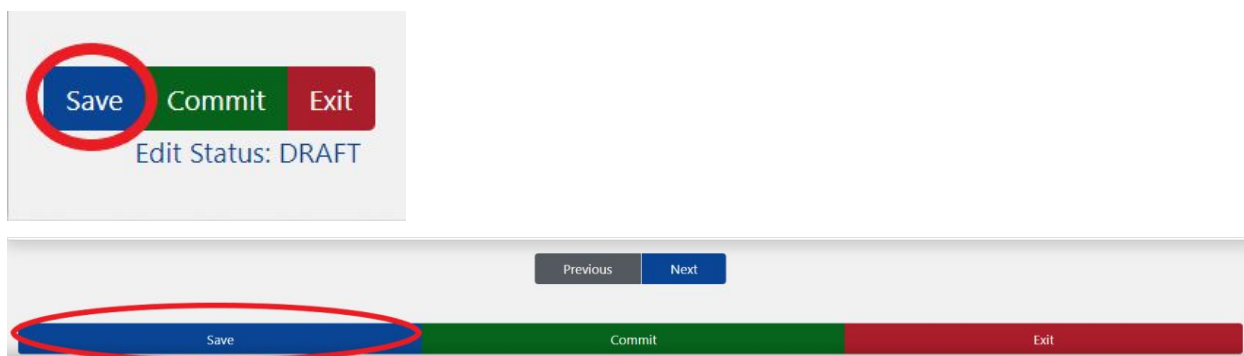 Save Commit Exit
Edit Status: DRAFT
Previous Next
Save Commit Exit